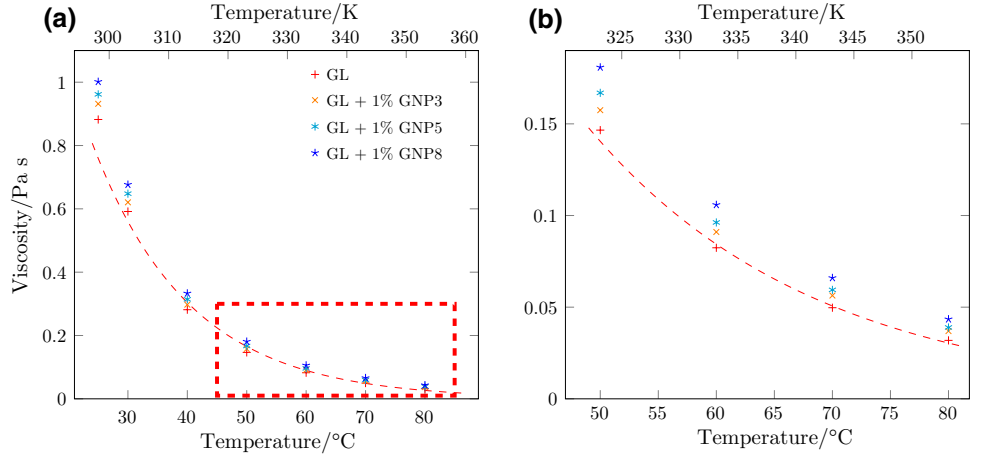 (a)
Temperature/K
300 310 320 330 340 350 360
Viscosity/Pa s
1
0.8
0.6
0.4
0.2
0
GL
GL + 1% GNP3
GL + 1% GNP5
GL + 1% GNP8
30 40 50 60 70 80
Temperature/°C
(b)
Temperature/K
325 330 335 340 345 350
0.15
0.1
0.05
0
50 55 60 65 70 75 80
Temperature/°C